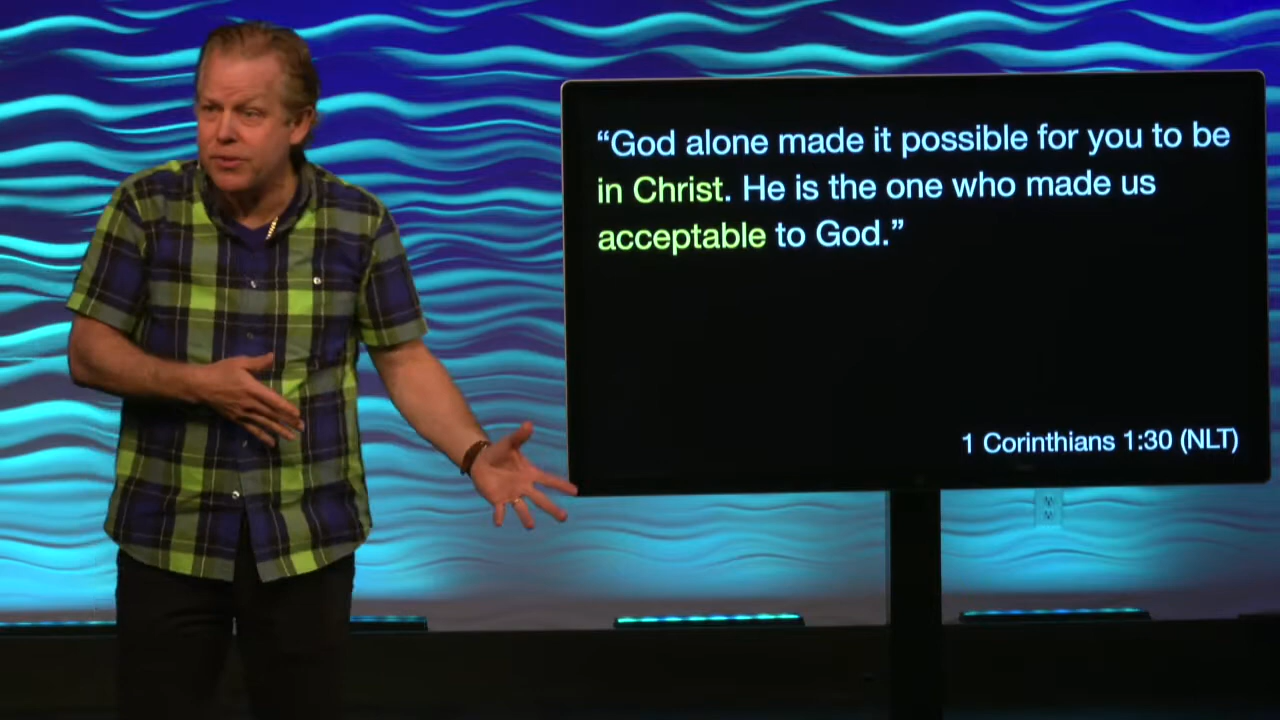 “God alone made it possible for you to be
in Christ. He is the one who made us
acceptable to God.”
1 Corinthians 1:30 (NLT)